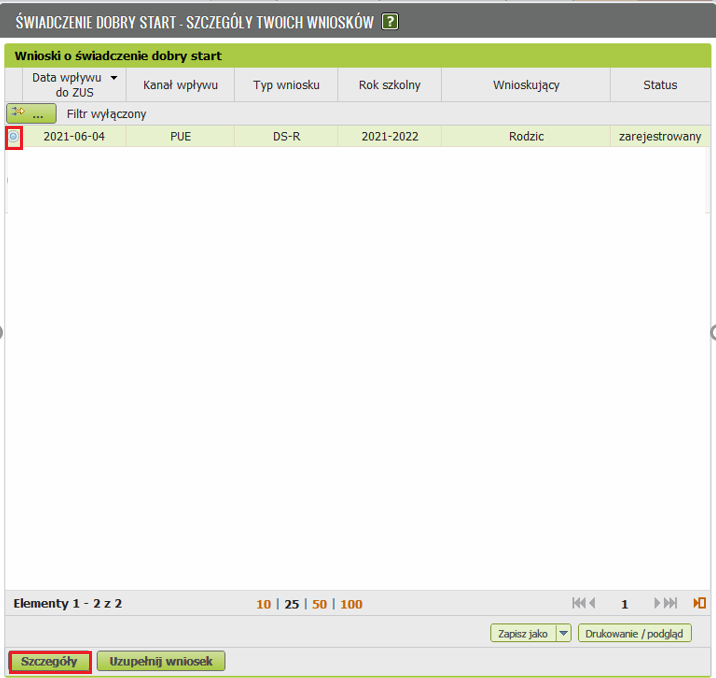 ŚWIADCZENIE DOBRY START - SZCZEGÓŁY TWOICH WNIOSKÓW ?
Wnioski o świadczenie dobry start
Data wpływu do ZUS Kanał wpływu Typ wniosku Rok szkolny Wnioskujący Status
... Filtr wyłączony
2021-06-04 PUE DS-R 2021-2022 Rodzic zarejestrowany
Elementy 1 - 2 z 2 10 | 25 | 50 | 100 1
Zapisz jako Drukowanie / podgląd
Szczegóły Uzupełnij wniosek